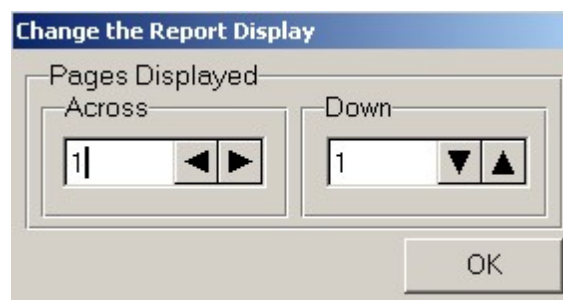 Change the Report Display
Pages Displayed
Across Down
1 1
OK